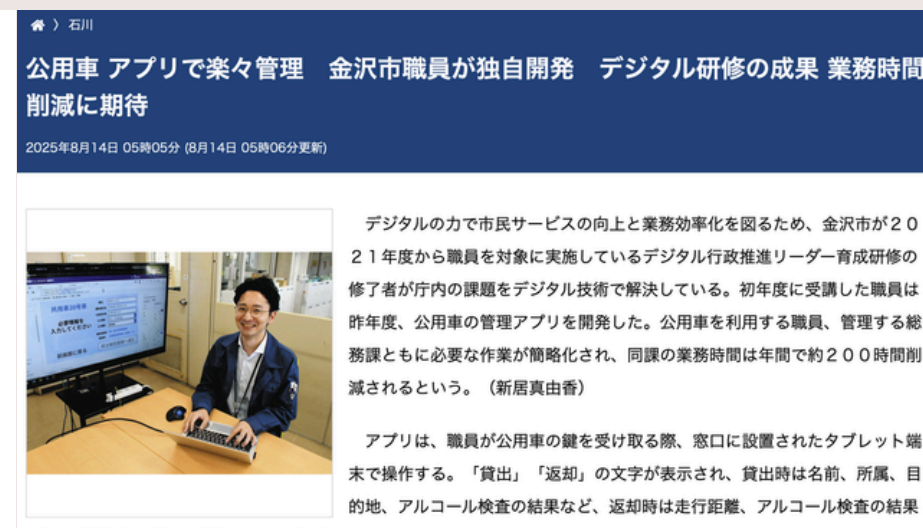 〉石川
公用車 アプリで楽々管理　金沢市職員が独自開発　デジタル研修の成果 業務時間
削減に期待
2025年8月14日 05時05分 (8月14日 05時06分更新)
デジタルの力で市民サービスの向上と業務効率化を図るため、金沢市が２０
２１年度から職員を対象に実施しているデジタル行政推進リーダー育成研修の
修了者が庁内の課題をデジタル技術で解決している。初年度に受講した職員は
昨年度、公用車の管理アプリを開発した。公用車を利用する職員、管理する総
務課ともに必要な作業が簡略化され、同課の業務時間は年間で約２００時間削
減されるという。（新居真由香）
アプリは、職員が公用車の鍵を受け取る際、窓口に設置されたタブレット端
末で操作する。「貸出」「返却」の文字が表示され、貸出時は名前、所属、目
的地、アルコール検査の結果など、返却時は走行距離、アルコール検査の結果
必要情報を
入力してください